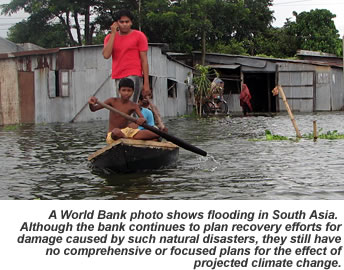 A World Bank photo shows flooding in South Asia.
Although the bank continues to plan recovery efforts for
damage caused by such natural disasters, they still have
no comprehensive or focused plans for the effect of
projected climate change.